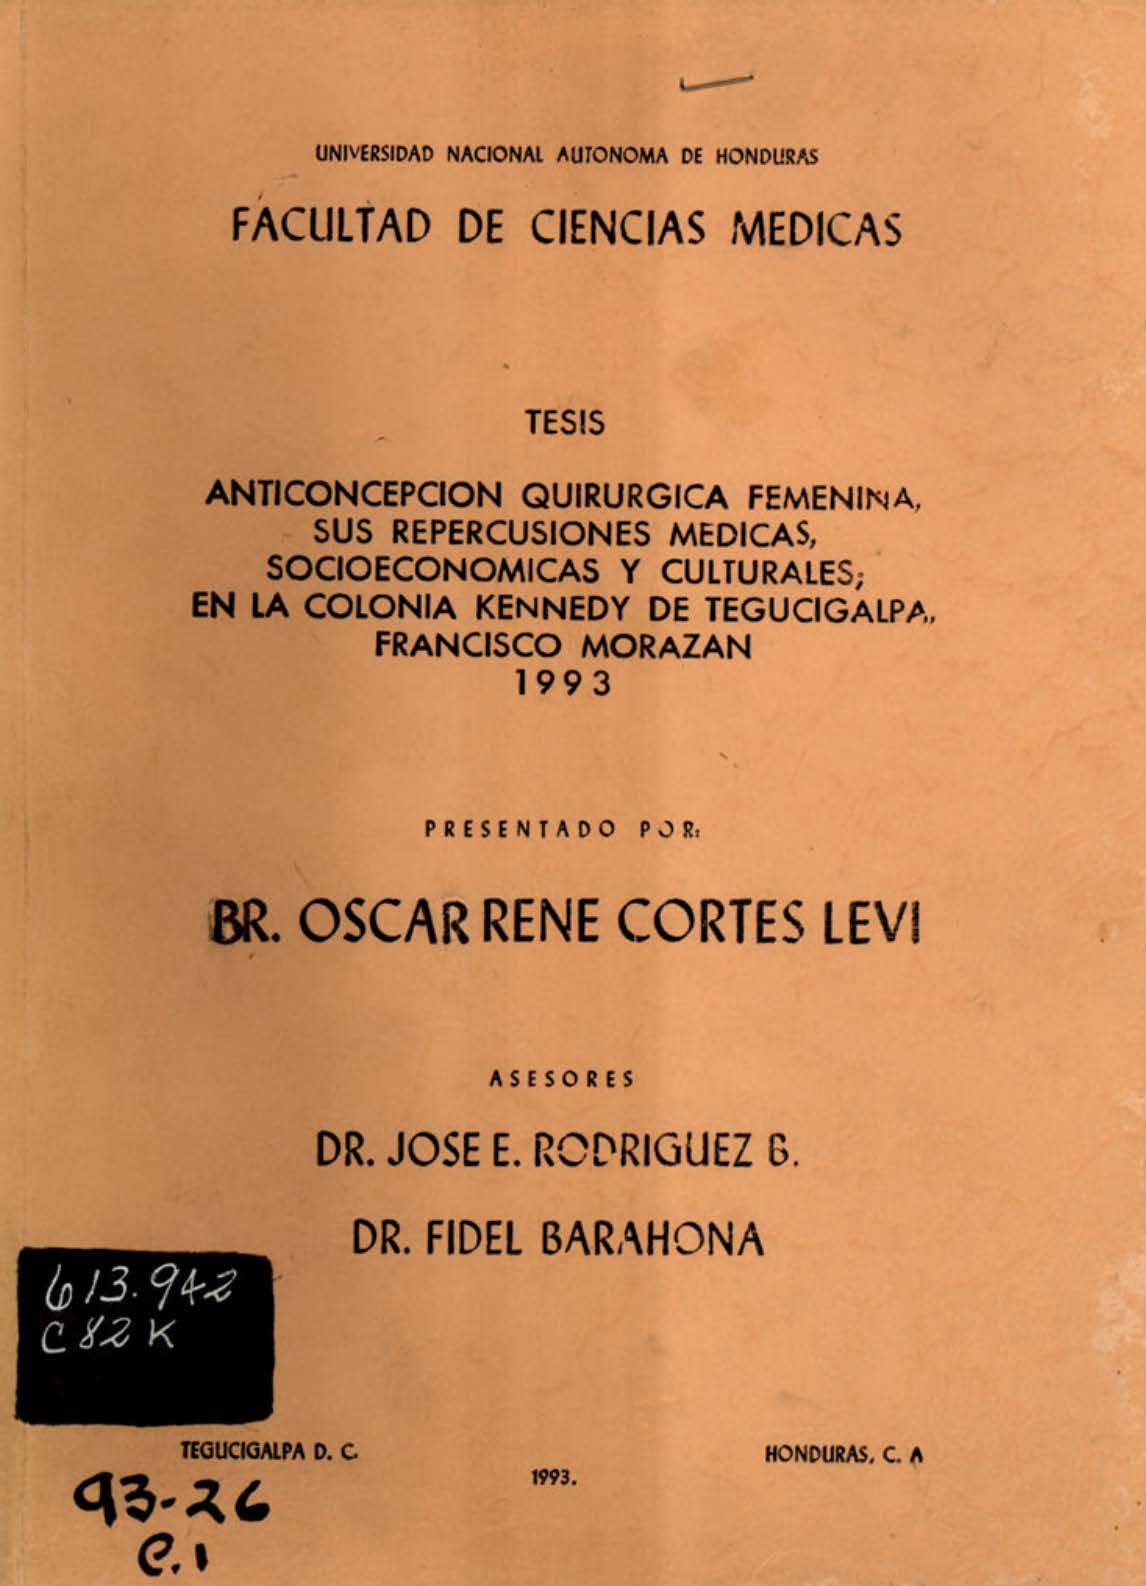 UNIVERSIDAD NACIONAL AUTONOMA DE HONDURAS
FACULTAD DE CIENCIAS MEDICAS
TESIS
ANTICONCEPCION QUIRURGICA FEMENINA,
SUS REPERCUSIONES MEDICAS,
SOCIOECONOMICAS Y CULTURALES;
EN LA COLONIA KENNEDY DE TEGUCIGALPA,
FRANCISCO MORAZAN
1993
PRESENTADO POR:
BR. OSCAR RENE CORTES LEVI
ASESORES
DR. JOSE E. RODRIGUEZ B.
DR. FIDEL BARAHONA
613.942
C82K
TEGUCIGALPA D. C.
HONDURAS, C. A
1993.
93-26
C.1